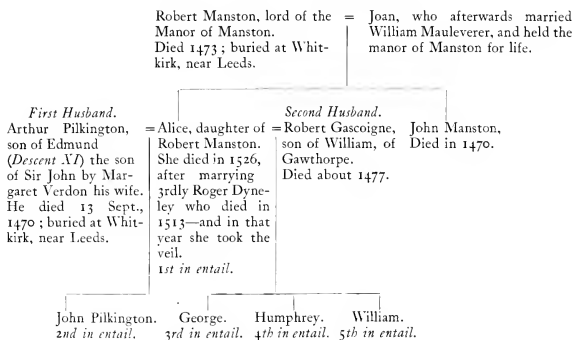 Robert Manston, lord of the
Manor of Manston.
Died 1473 ; buried at Whit-
kirk, near Leeds.
=
Joan, who afterwards married
William Mauleverer, and held the
manor of Manston for life.
First Husband.
Arthur Pilkington,
son of Edmund
(Descent XI) the son
of Sir John by Mar-
garet Verdon his wife.
He died 13 Sept.,
1470 ; buried at Whit-
kirk, near Leeds.
= Alice, daughter of
Robert Manston.
She died in 1526,
after marrying
3rdly Roger Dyne-
ley who died in
1513—and in that
year she took the
veil.
1st in entail.
Second Husband.
= Robert Gascoigne,
son of William, of
Gawthorpe.
Died about 1477.
John Manston,
Died in 1470.
John Pilkington.
2nd in entail.
George.
3rd in entail.
Humphrey.
4th in entail.
William.
5th in entail.